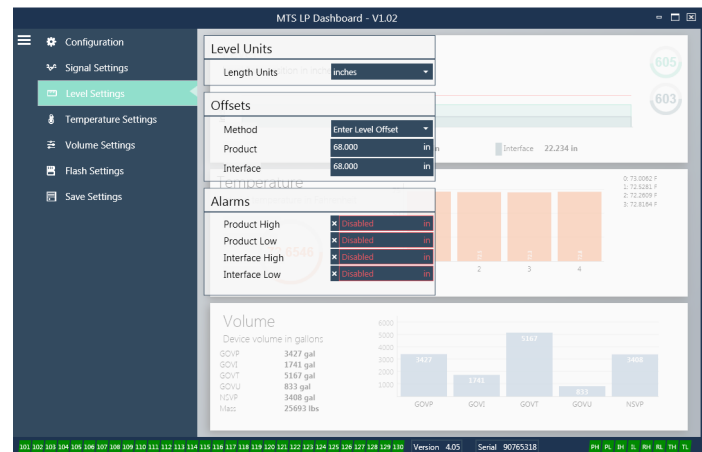 MTS LP Dashboard - V1.02
Configuration
Signal Settings
Level Settings
Temperature Settings
Volume Settings
Flash Settings
Save Settings
Level Units
Length Units inches
Offsets
Method Enter Level Offset
Product 68.000 in
Interface 68.000 in
Alarms
Product High Disabled in
Product Low Disabled in
Interface High Disabled in
Interface Low Disabled in
605
603
Interface 22.234 in
Temperature
0: 73.0062 F
1: 72.5281 F
2: 72.2609 F
3: 72.8164 F
2 3 4
Volume
Device volume in gallons
GOVP 3427 gal
GOVI 1741 gal
GOVT 5167 gal
GOVU 833 gal
NSVP 3408 gal
Mass 25693 lbs
6000
5000
4000
3000
2000
1000
3427
1741
5167
833
3408
GOVP GOVI GOVT GOVU NSVP
101 102 103 104 105 106 107 108 109 110 111 112 113 114 115 116 117 118 119 120 121 122 123 124 125 126 127 128 129 130 Version 4.05 Serial 90765318 PH PL IH IL RH RL TH TL